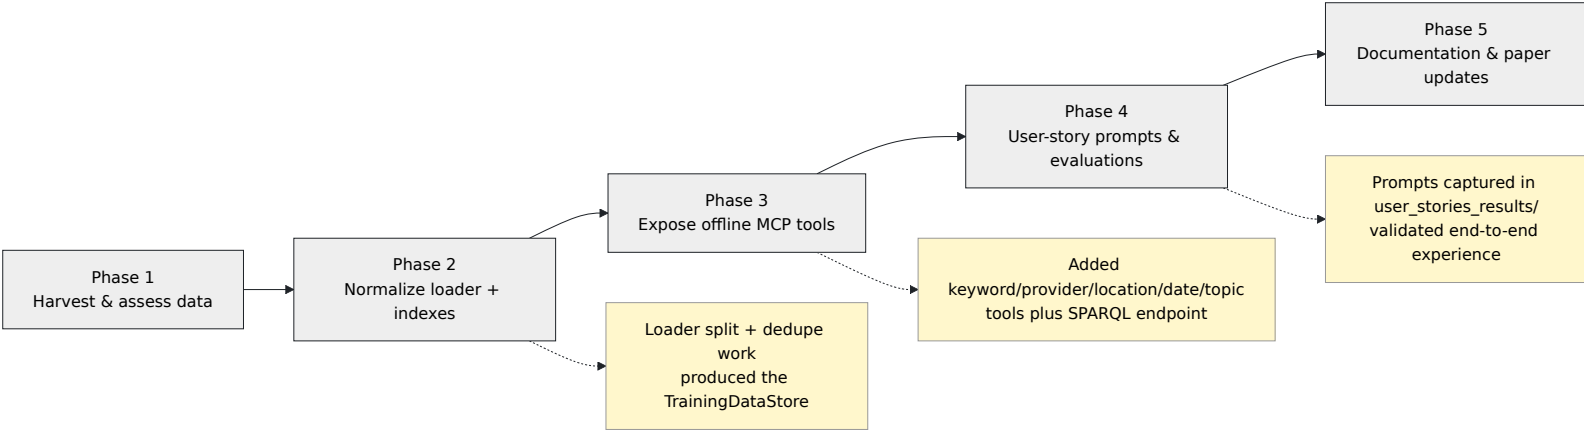 Phase 1
Harvest & assess data
Phase 2
Normalize loader +
indexes
Loader split + dedupe
work
produced the
TrainingDataStore
Phase 3
Expose offline MCP tools
Added
keyword/provider/location/date/topic
tools plus SPARQL endpoint
Phase 4
User-story prompts &
evaluations
Prompts captured in
user_stories_results/
validated end-to-end
experience
Phase 5
Documentation & paper
updates